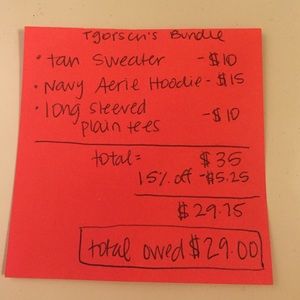 Tgorsch's Bundle
• tan Sweater - $10
• Navy Aerie Hoodie - $15
• long sleeved
plain tees - $10
total = $35
15% off - $5.25
$29.75
total owed $29.00